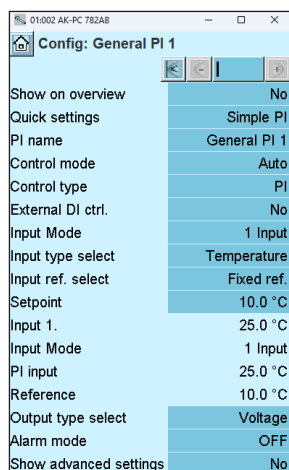 01:002 AK-PC 782AB
Config: General PI 1
Show on overview No
Quick settings Simple PI
PI name General PI 1
Control mode Auto
Control type PI
External DI ctrl. No
Input Mode 1 Input
Input type select Temperature
Input ref. select Fixed ref.
Setpoint 10.0 °C
Input 1. 25.0 °C
Input Mode 1 Input
PI input 25.0 °C
Reference 10.0 °C
Output type select Voltage
Alarm mode OFF
Show advanced settings No